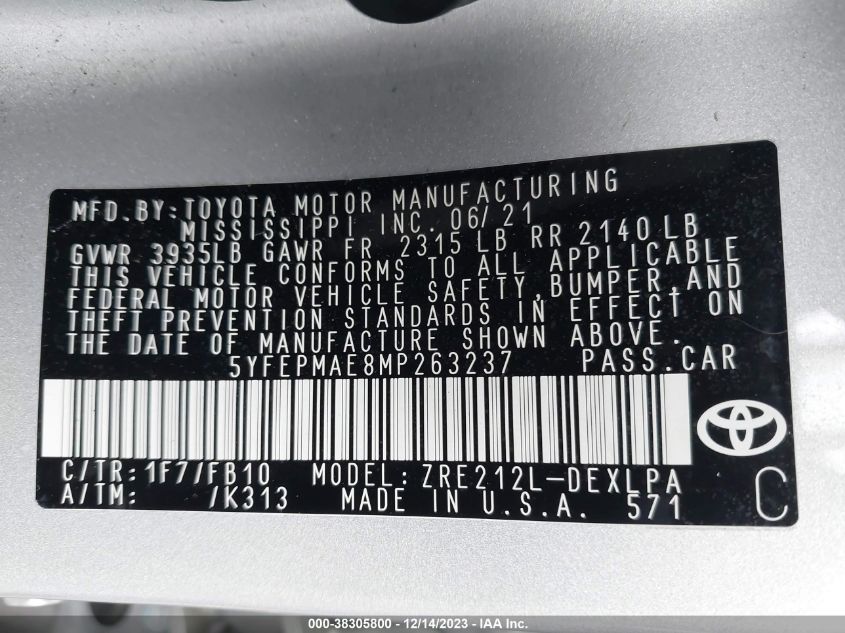 MFD.BY:TOYOTA MOTOR MANUFACTURING
MISSISSIPPI INC. 06/21
GVWR 3935LB GAWR FR 2315 LB RR 2140 LB
THIS VEHICLE CONFORMS TO ALL APPLICABLE
FEDERAL MOTOR VEHICLE SAFETY,BUMPER,AND
THEFT PREVENTION STANDARDS IN EFFECT ON
THE DATE OF MANUFACTURE SHOWN ABOVE.
5YFEPMAE8MP263237 PASS.CAR
C/TR:1F7/FB10 MODEL:ZRE212L-DEXLPA
A/TM: /K313 MADE IN U.S.A. 571 C
000-38305800 - 12/14/2023 - IAA Inc.